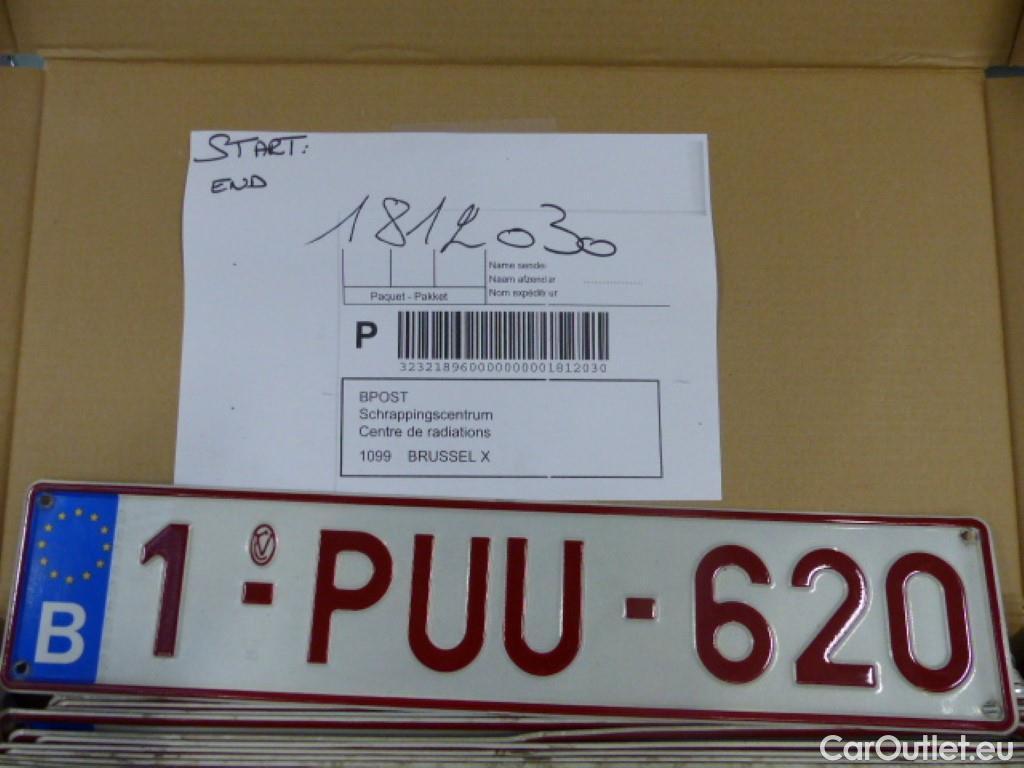 START:
END
1812030
Name sender
Naam afzender
Nom expéditeur
Paquet - Pakket
P
323218960000000001812030
BPOST
Schrappingscentrum
Centre de radiations
1099 BRUSSEL X
B 1-PUU-620
CarOutlet.eu